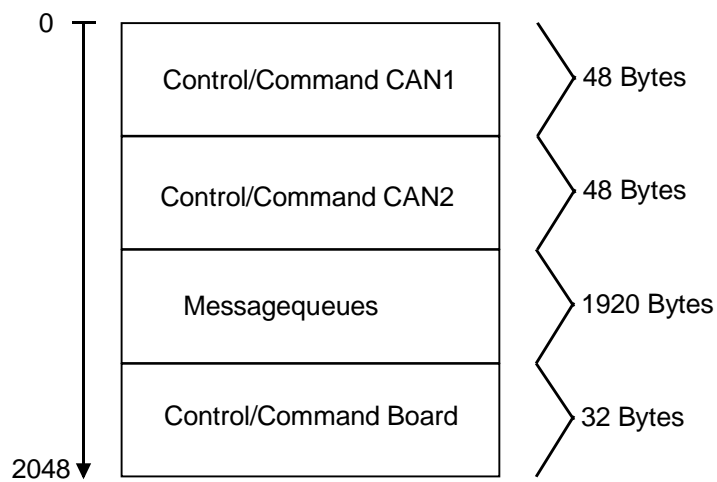 0
Control/Command CAN1
48 Bytes
Control/Command CAN2
48 Bytes
Messagequeues
1920 Bytes
Control/Command Board
32 Bytes
2048